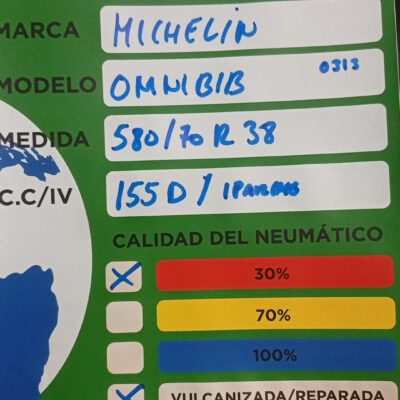 MARCA MICHELIN
MODELO OMNIBIB 0313
MEDIDA 580/70 R 38
C.C/IV 155 D /
CALIDAD DEL NEUMÁTICO
30%
70%
100%
VULCANIZADA/REPARADA